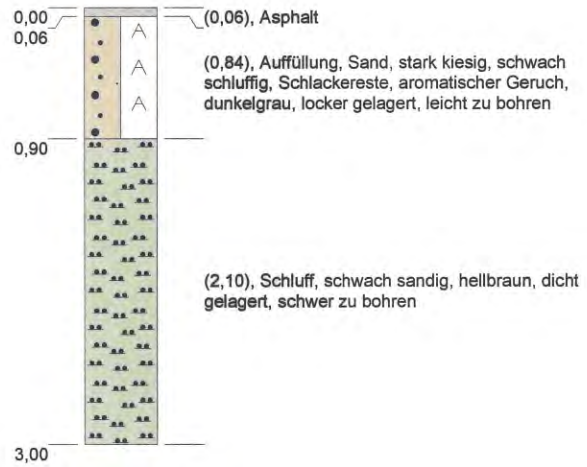 0,00
(0,06), Asphalt
0,06
A
(0,84), Auffüllung, Sand, stark kiesig, schwach
schluffig, Schlackereste, aromatischer Geruch,
dunkelgrau, locker gelagert, leicht zu bohren
A
A
0,90
(2,10), Schluff, schwach sandig, hellbraun, dicht
gelagert, schwer zu bohren
3,00